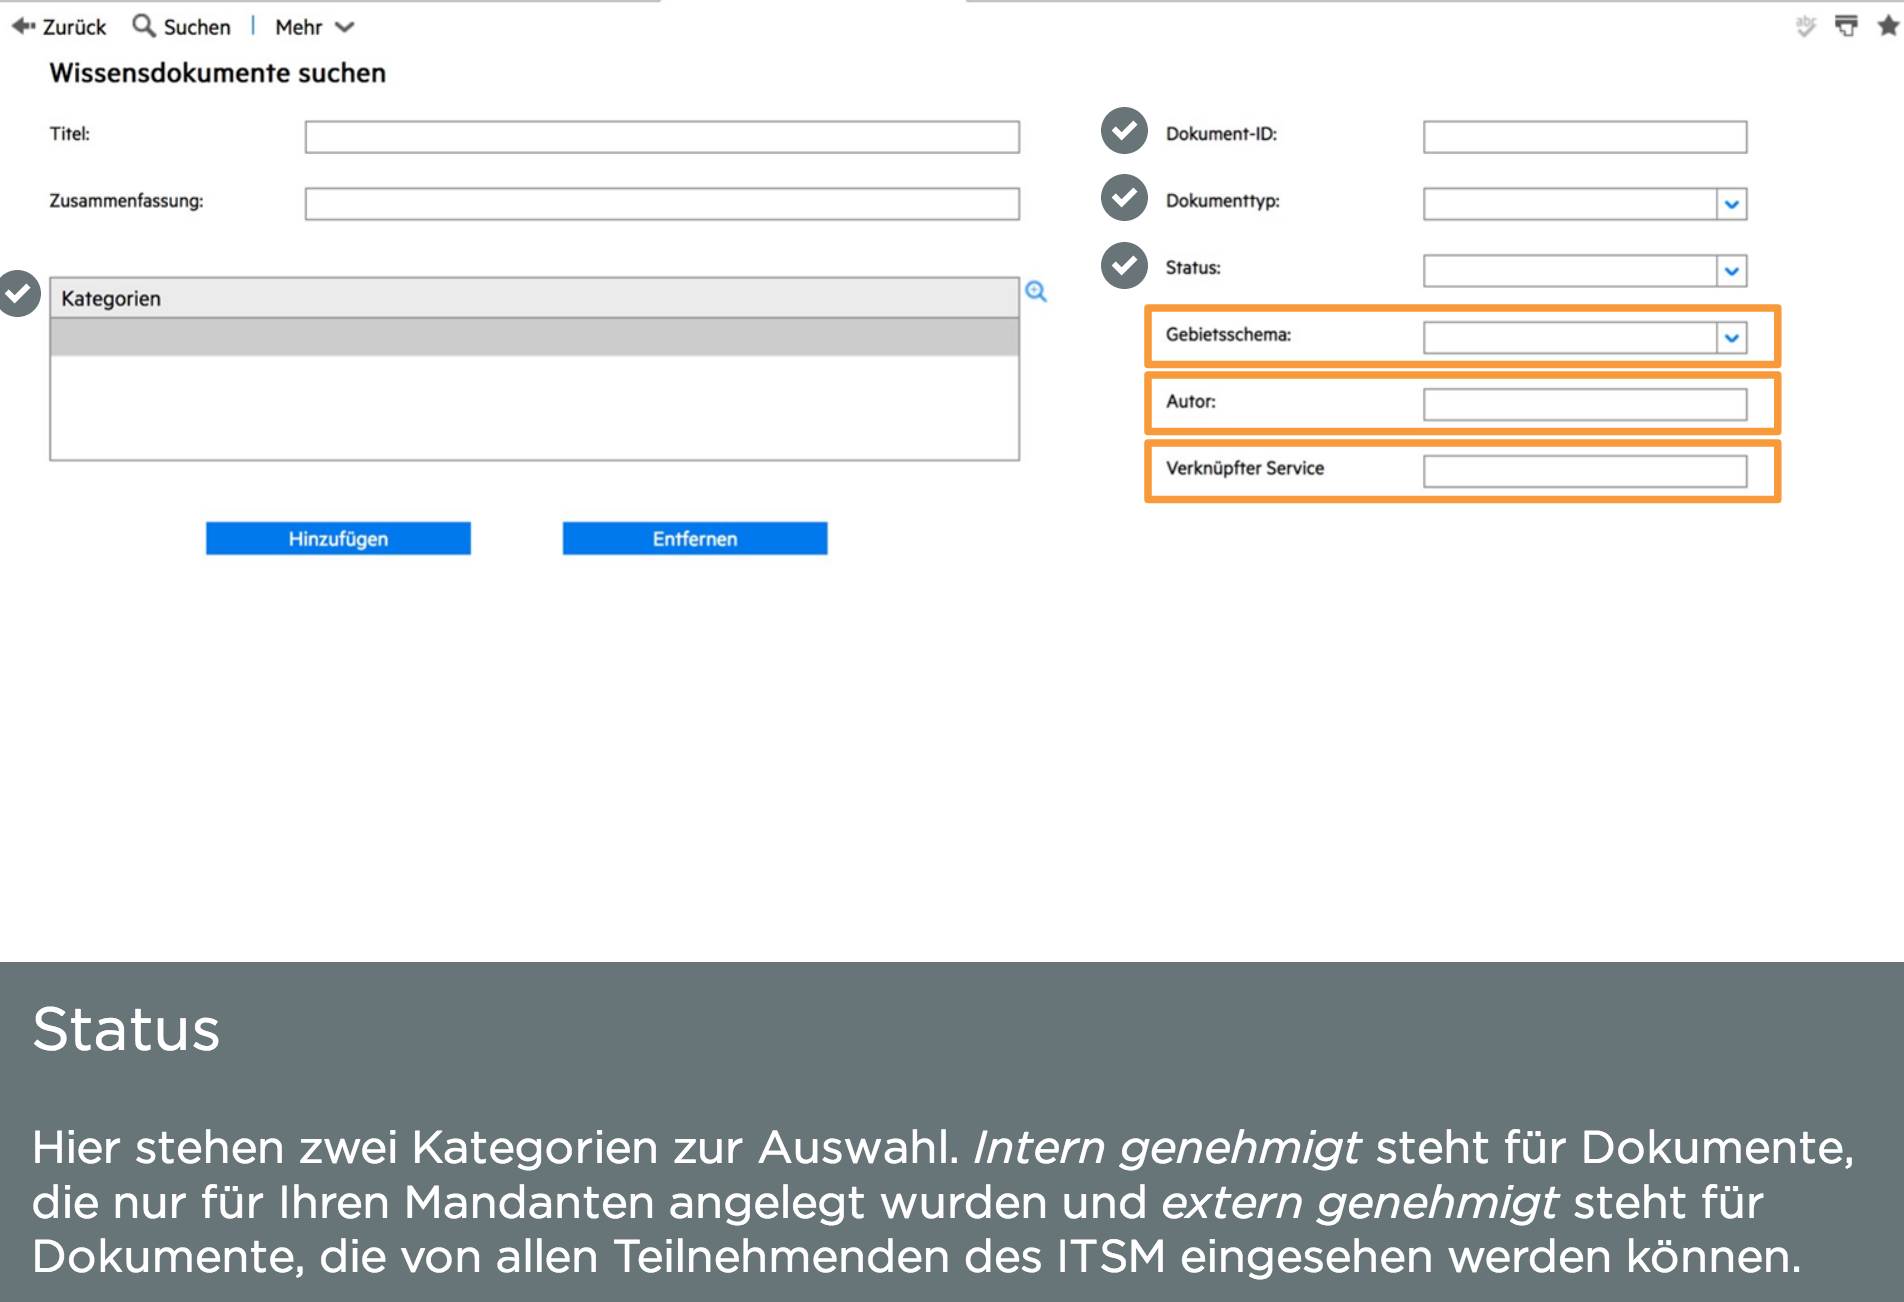 Zurück Suchen Mehr
Wissensdokumente suchen
Titel:
Zusammenfassung:
Kategorien
Hinzufügen Entfernen
abc
Dokument-ID:
Dokumenttyp:
Status:
Gebietsschema:
Autor:
Verknüpfter Service
Status
Hier stehen zwei Kategorien zur Auswahl. Intern genehmigt steht für Dokumente,
die nur für Ihren Mandanten angelegt wurden und extern genehmigt steht für
Dokumente, die von allen Teilnehmenden des ITSM eingesehen werden können.